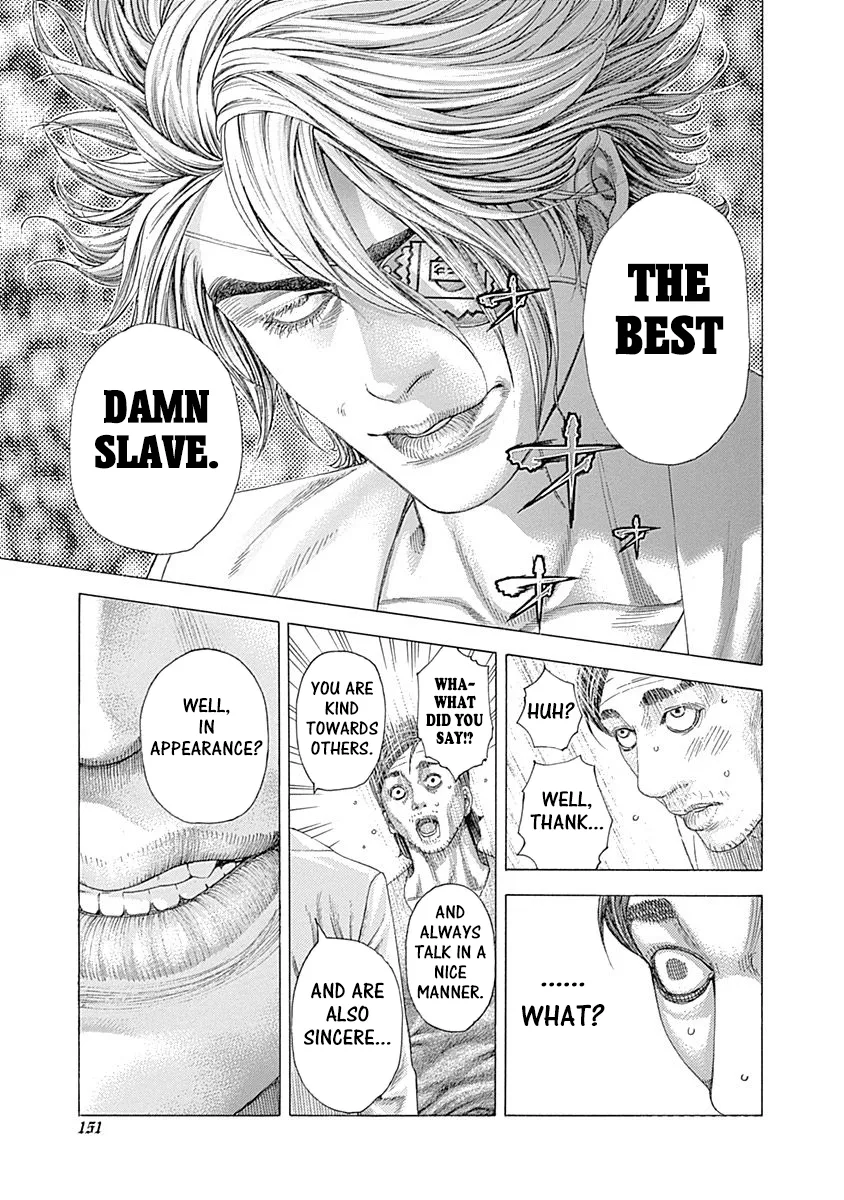 THE
BEST
DAMN
SLAVE.
HUH?
WELL,
THANK...
......
WHAT?
WHA-
WHAT
DID YOU
SAY!?
YOU ARE
KIND
TOWARDS
OTHERS.
AND
ALWAYS
TALK IN A
NICE
MANNER.
AND ARE
ALSO
SINCERE...
WELL,
IN
APPEARANCE?
151